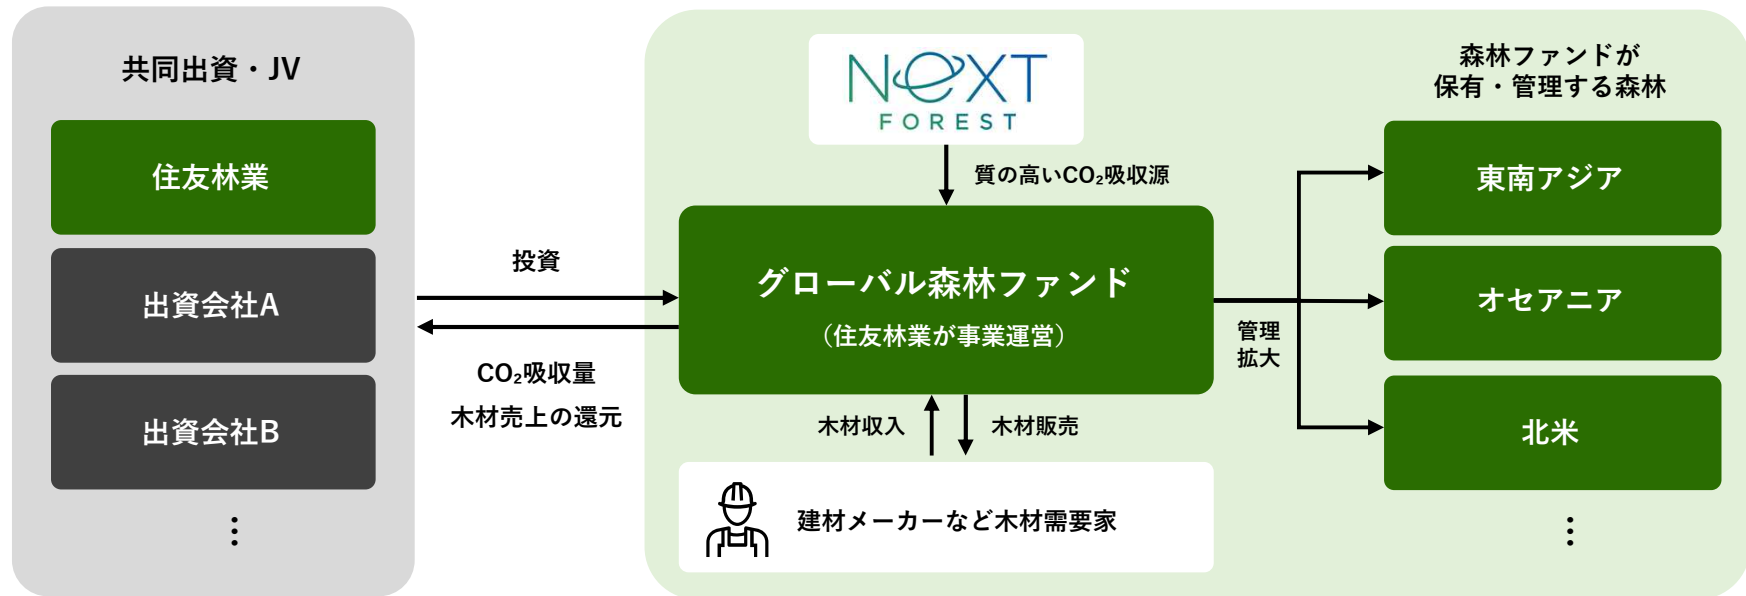 共同出資・JV
住友林業
出資会社A
出資会社B
投資
CO₂吸収量
木材売上の還元
NeXT
FOREST
質の高いCO₂吸収源
グローバル森林ファンド
（住友林業が事業運営）
木材収入
木材販売
建材メーカーなど木材需要家
管理
拡大
森林ファンドが
保有・管理する森林
東南アジア
オセアニア
北米